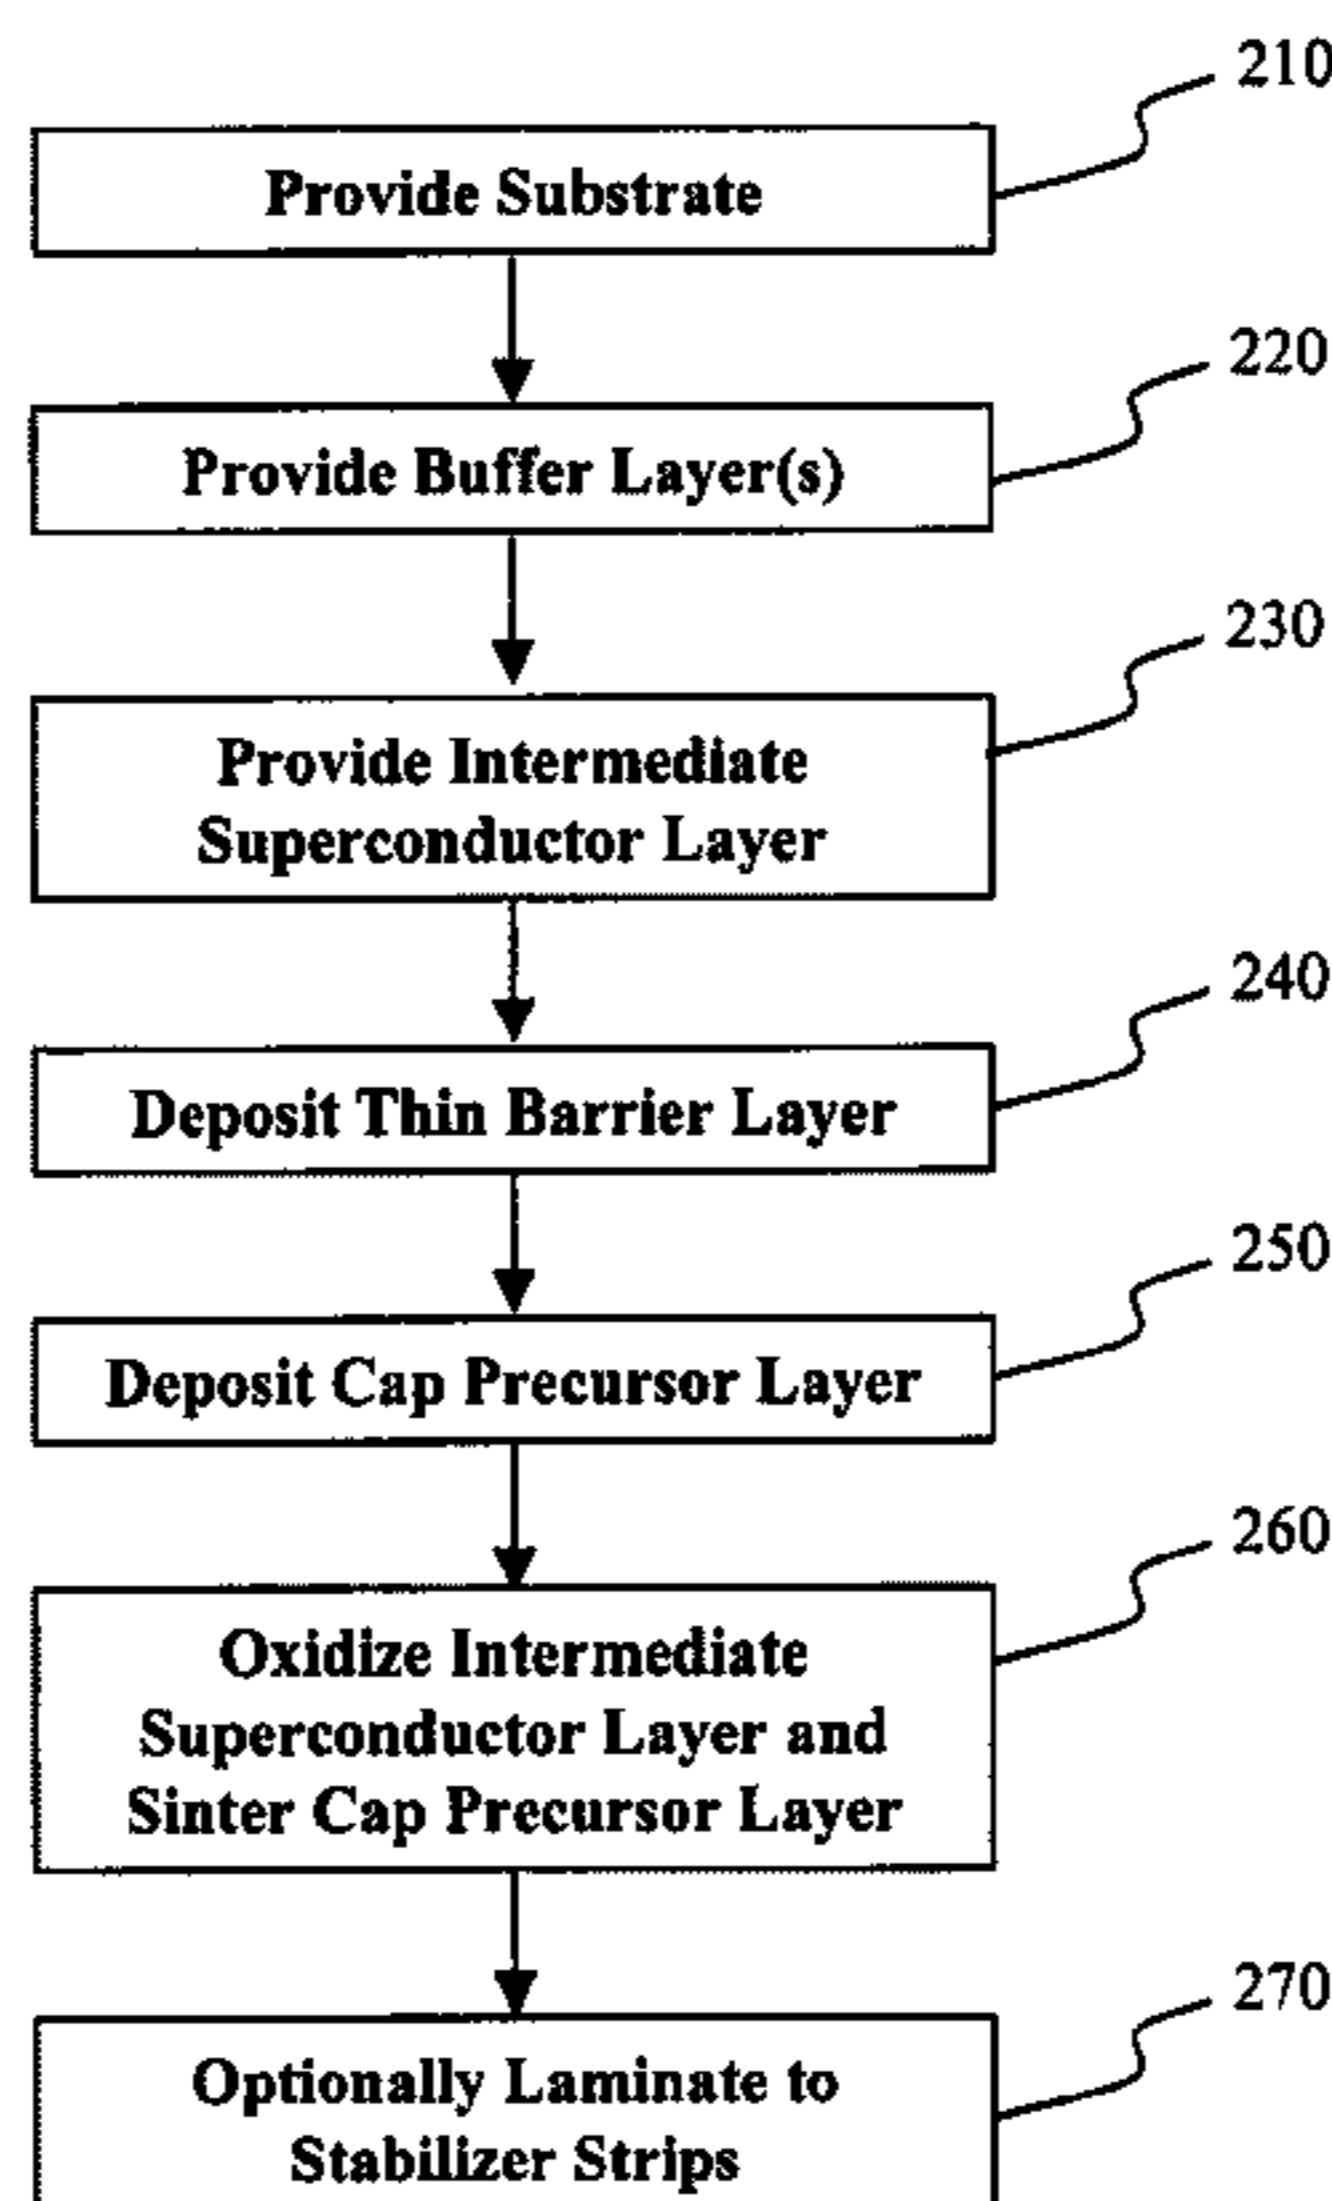 210
Provide Substrate
220
Provide Buffer Layer(s)
230
Provide Intermediate
Superconductor Layer
240
Deposit Thin Barrier Layer
250
Deposit Cap Precursor Layer
260
Oxidize Intermediate
Superconductor Layer and
Sinter Cap Precursor Layer
270
Optionally Laminate to
Stabilizer Strips